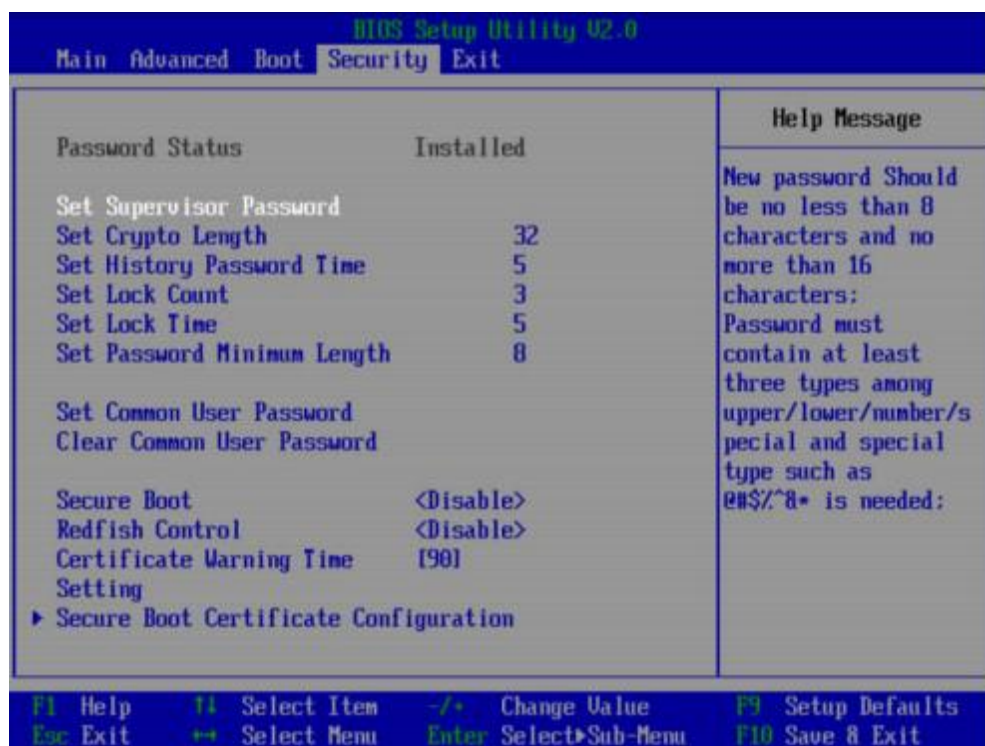 BIOS Setup Utility V2.0
Main Advanced Boot Security Exit
Password Status Installed
Set Supervisor Password
Set Crypto Length 32
Set History Password Time 5
Set Lock Count 3
Set Lock Time 5
Set Password Minimum Length 8
Set Common User Password
Clear Common User Password
Secure Boot <Disable>
Redfish Control <Disable>
Certificate Warning Time [90]
Setting
▶ Secure Boot Certificate Configuration
Help Message
New password Should
be no less than 8
characters and no
more than 16
characters;
Password must
contain at least
three types among
upper/lower/number/s
pecial and special
type such as
@#$%^&* is needed;
F1 Help ↑↓ Select Item -/+ Change Value F9 Setup Defaults
Esc Exit ←→ Select Menu Enter Select▶Sub-Menu F10 Save & Exit